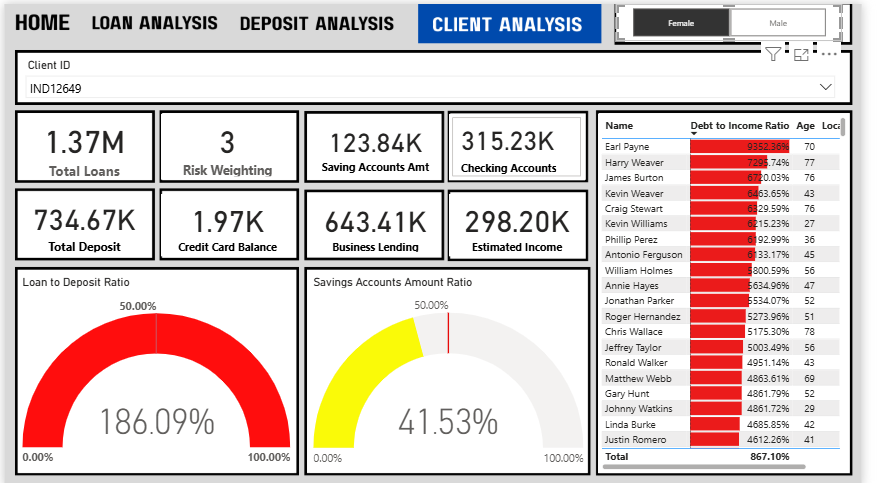 HOME LOAN ANALYSIS DEPOSIT ANALYSIS CLIENT ANALYSIS Female Male
Client ID
IND12649
1.37M
Total Loans
3
Risk Weighting
123.84K
Saving Accounts Amt
315.23K
Checking Accounts
734.67K
Total Deposit
1.97K
Credit Card Balance
643.41K
Business Lending
298.20K
Estimated Income
Loan to Deposit Ratio
50.00%
186.09%
0.00% 100.00%
Savings Accounts Amount Ratio
50.00%
41.53%
0.00% 100.00%
Name Debt to Income Ratio Age Loca
Earl Payne 9352.36% 70
Harry Weaver 7295.74% 77
James Burton 6720.03% 76
Kevin Weaver 6463.65% 43
Craig Stewart 6329.59% 76
Kevin Williams 6215.23% 27
Phillip Perez 6192.99% 36
Antonio Ferguson 6133.17% 45
William Holmes 5800.59% 56
Annie Hayes 5634.96% 47
Jonathan Parker 5534.07% 52
Roger Hernandez 5273.96% 51
Chris Wallace 5175.30% 78
Jeffrey Taylor 5003.49% 56
Ronald Walker 4951.14% 43
Matthew Webb 4863.61% 69
Gary Hunt 4861.79% 52
Johnny Watkins 4861.72% 29
Linda Burke 4685.85% 42
Justin Romero 4612.26% 41
Total 867.10%